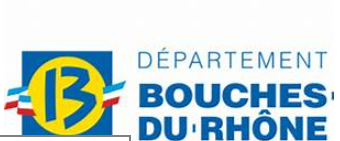 13
DÉPARTEMENT
BOUCHES-
DU-RHÔNE